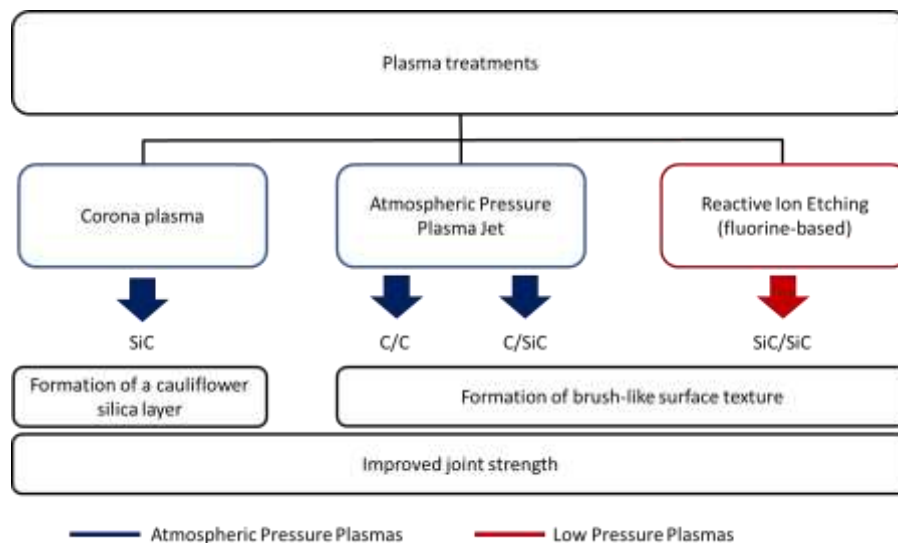 Plasma treatments
Corona plasma
Atmospheric Pressure
Plasma Jet
Reactive Ion Etching
(fluorine-based)
SiC
C/C
C/SiC
SiC/SiC
Formation of a cauliflower
silica layer
Formation of brush-like surface texture
Improved joint strength
Atmospheric Pressure Plasmas
Low Pressure Plasmas